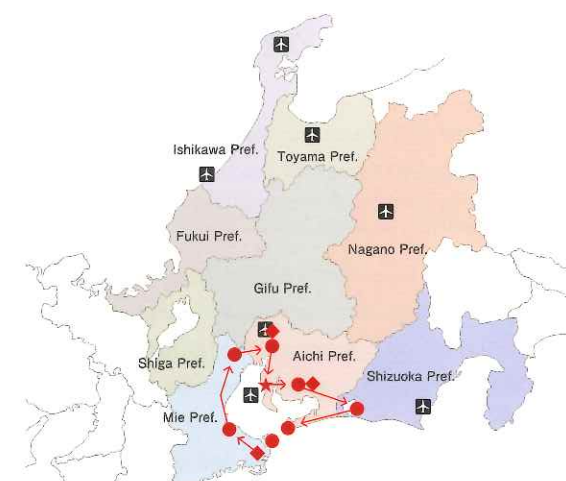 Ishikawa Pref.
Toyama Pref.
Fukui Pref.
Nagano Pref.
Gifu Pref.
Shiga Pref.
Aichi Pref.
Shizuoka Pref.
Mie Pref.